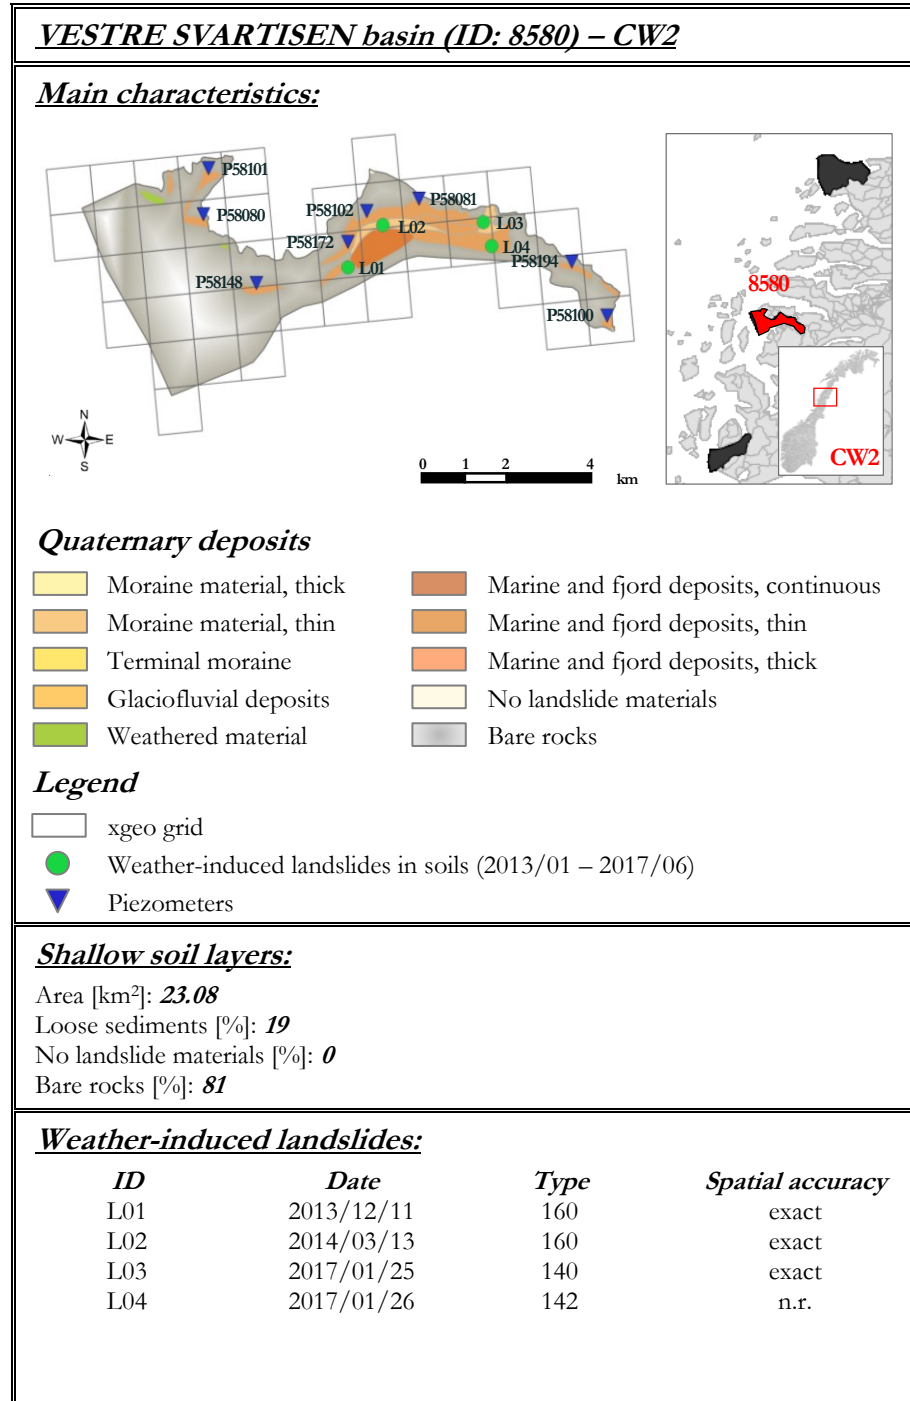 VESTRE SVARTISEN basin (ID: 8580) – CW2
Main characteristics:
P58101
P58080
P58148
P58102
P58172
P58081
L02
L01
L03
L04
P58194
P58100
N
W E
S
0 1 2 4
km
8580
CW2
Quaternary deposits
Moraine material, thick
Moraine material, thin
Terminal moraine
Glaciofluvial deposits
Weathered material
Marine and fjord deposits, continuous
Marine and fjord deposits, thin
Marine and fjord deposits, thick
No landslide materials
Bare rocks
Legend
xgeo grid
Weather-induced landslides in soils (2013/01 – 2017/06)
Piezometers
Shallow soil layers:
Area [km²]: 23.08
Loose sediments [%]: 19
No landslide materials [%]: 0
Bare rocks [%]: 81
Weather-induced landslides:
ID Date Type Spatial accuracy
L01 2013/12/11 160 exact
L02 2014/03/13 160 exact
L03 2017/01/25 140 exact
L04 2017/01/26 142 n.r.